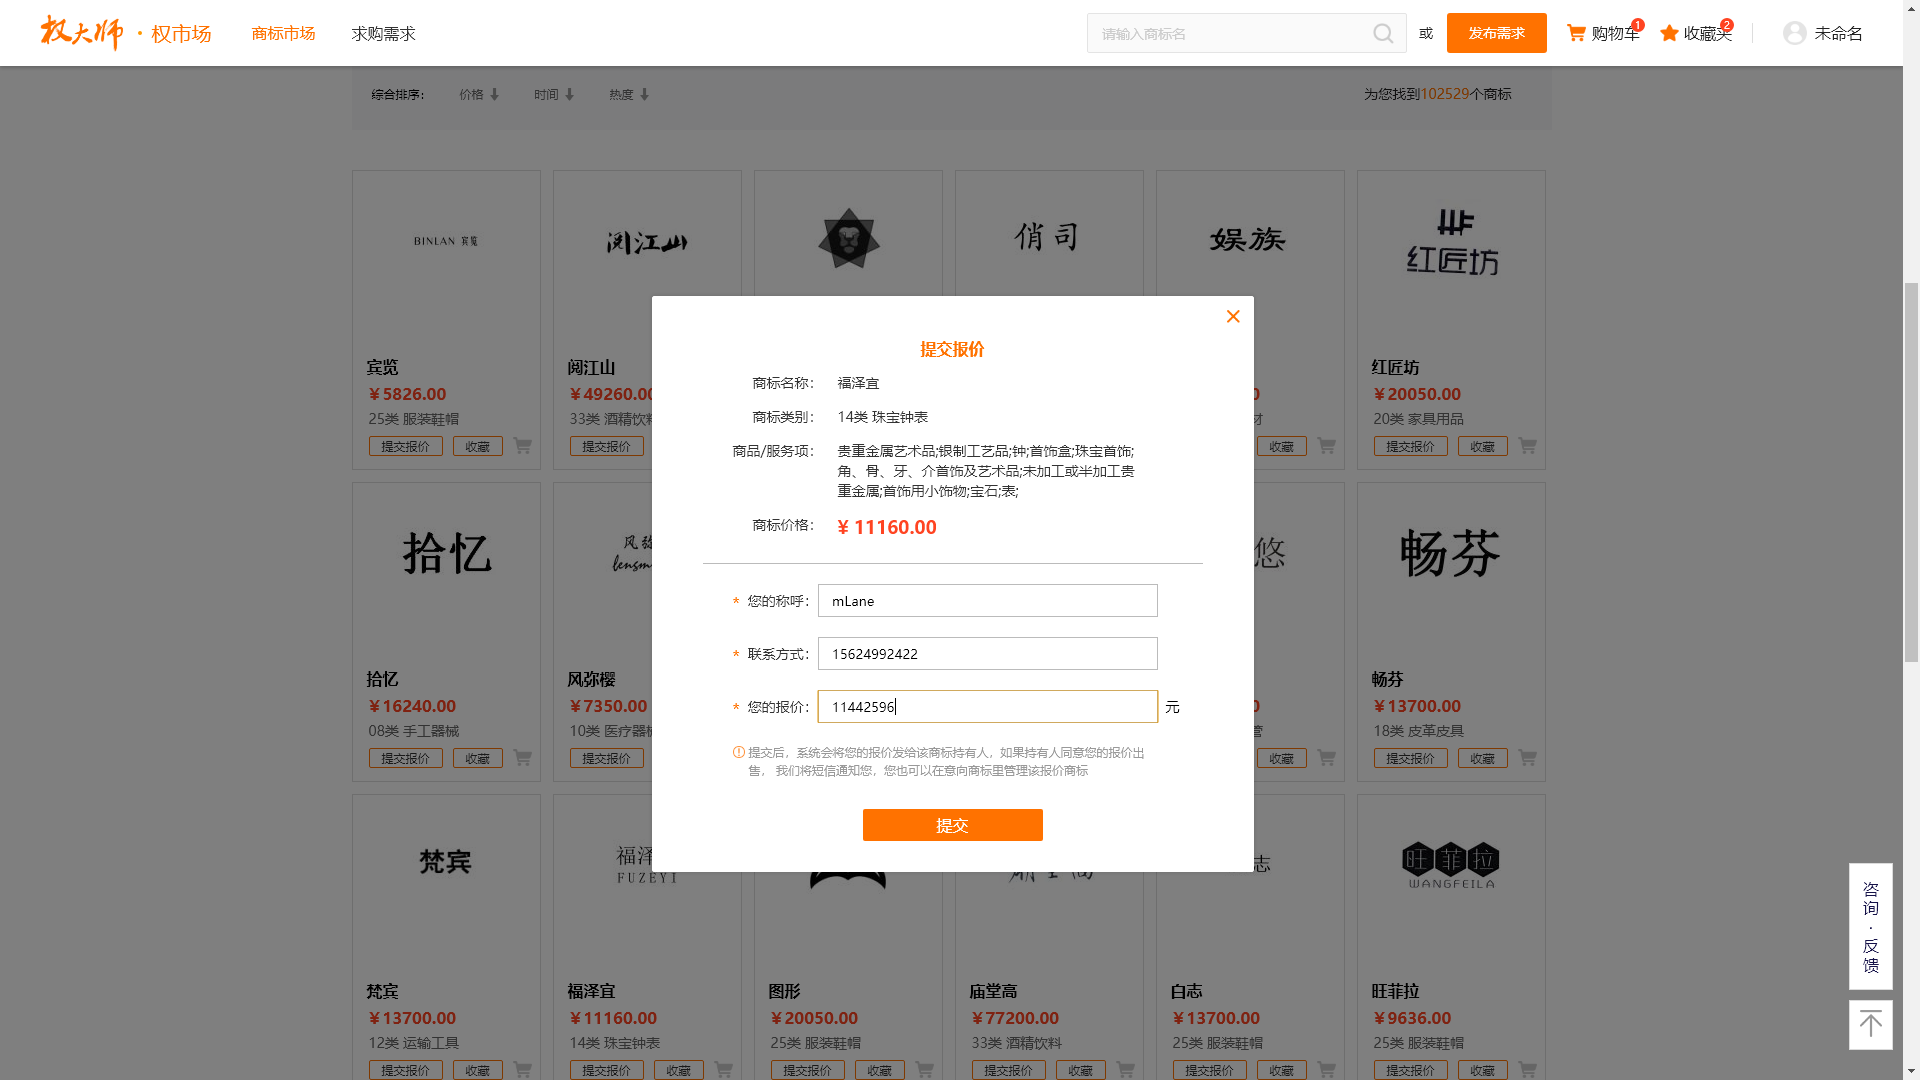 权大师 · 权市场 商标市场 求购需求 请输入商标名 或 发布需求 购物车 1 收藏夹 2 未命名
综合排序： 价格 时间 热度 为您找到102529个商标
BINLAN 宾览 阅江山 俏司 娱族 红匠坊
宾览 阅江山 红匠坊
￥5826.00 ￥49260.00 0 ￥20050.00
25类 服装鞋帽 33类 酒精饮料 材 20类 家具用品
提交报价 收藏 提交报价 收藏 提交报价 收藏
提交报价
商标名称： 福泽宜
商标类别： 14类 珠宝钟表
商品/服务项： 贵重金属艺术品;银制工艺品;钟;首饰盒;珠宝首饰;
角、骨、牙、介首饰及艺术品;未加工或半加工贵
重金属;首饰用小饰物;宝石;表;
商标价格： ¥ 11160.00
* 您的称呼： mLane
* 联系方式： 15624992422
* 您的报价： 11442596 元
提交后，系统会将您的报价发给该商标持有人，如果持有人同意您的报价出
售， 我们将短信通知您，您也可以在意向商标里管理该报价商标
提交
拾忆 风弥 悠 畅芬
拾忆 风弥樱 畅芬
￥16240.00 ￥7350.00 0 ￥13700.00
08类 手工器械 10类 医疗器械 18类 皮革皮具
提交报价 收藏 提交报价 收藏 提交报价 收藏
梵宾 福泽 志 旺菲拉
FUZEYI WANGFEILA
梵宾 福泽宜 图形 庙堂高 白志 旺菲拉
￥13700.00 ￥11160.00 ￥20050.00 ￥77200.00 ￥13700.00 ￥9636.00
12类 运输工具 14类 珠宝钟表 25类 服装鞋帽 33类 酒精饮料 25类 服装鞋帽 25类 服装鞋帽
提交报价 收藏 提交报价 收藏 提交报价 收藏 提交报价 收藏 提交报价 收藏 提交报价 收藏
咨
询
·
反
馈